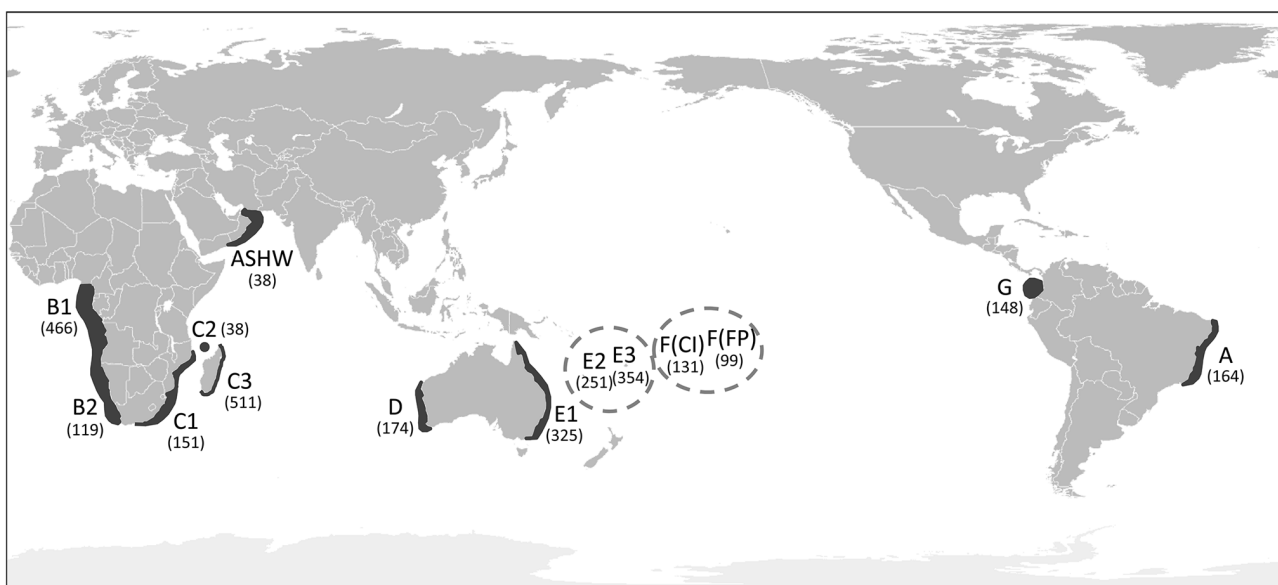 ASHW
(38)
B1
(466)
C2 (38)
C3
(511)
B2
(119)
C1
(151)
D
(174)
E1
(325)
E2
(251)
E3
(354)
F(CI)
(131)
F(FP)
(99)
G
(148)
A
(164)